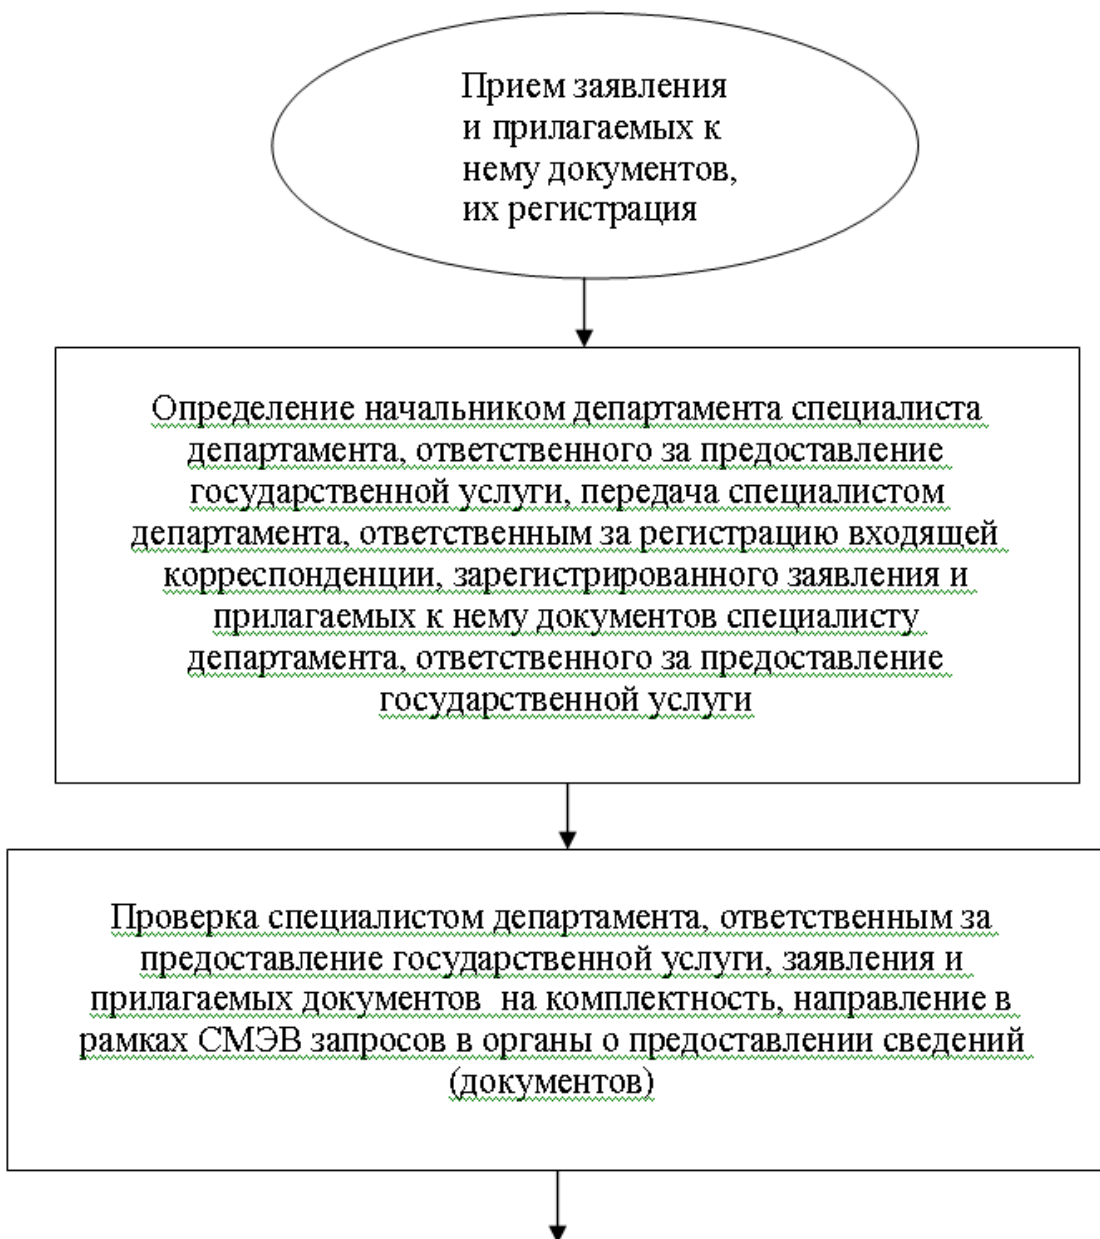 Прием заявления
и прилагаемых к
нему документов,
их регистрация
Определение начальником департамента специалиста
департамента, ответственного за предоставление
государственной услуги, передача специалистом
департамента, ответственным за регистрацию входящей
корреспонденции, зарегистрированного заявления и
прилагаемых к нему документов специалисту
департамента, ответственного за предоставление
государственной услуги
Проверка специалистом департамента, ответственным за
предоставление государственной услуги, заявления и
прилагаемых документов  на комплектность, направление в
рамках СМЭВ запросов в органы о предоставлении сведений
(документов)